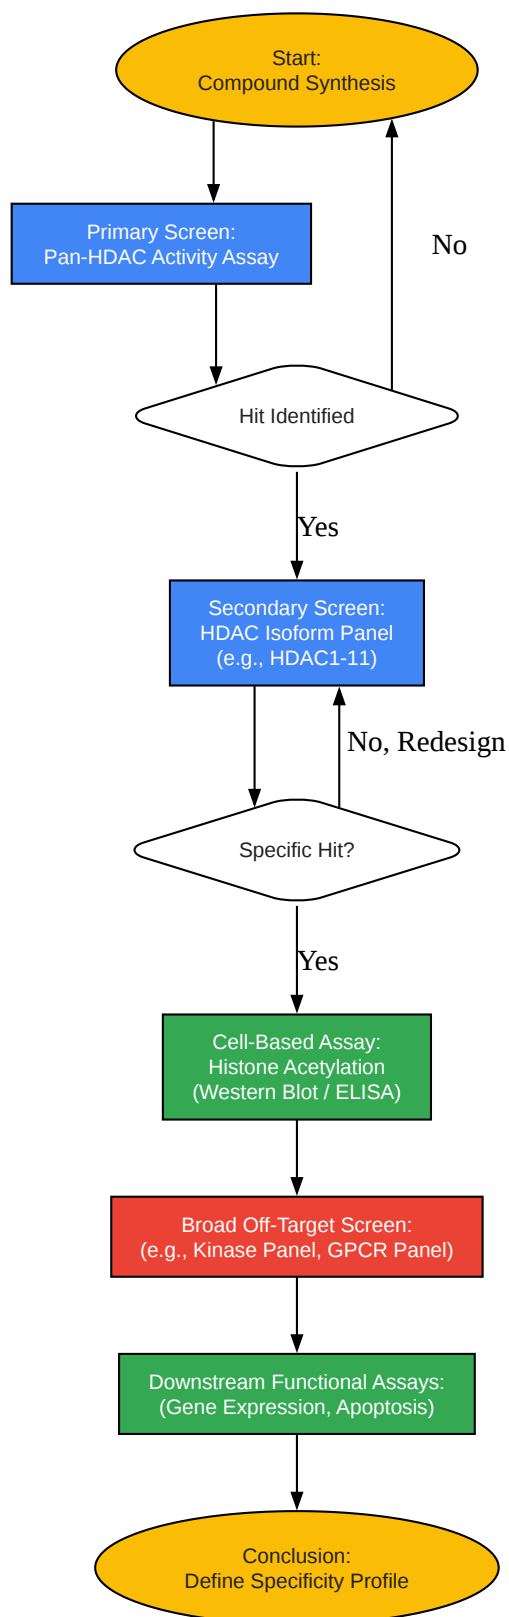 Start:
Compound Synthesis
Primary Screen:
Pan-HDAC Activity Assay
No
Hit Identified
Yes
Secondary Screen:
HDAC Isoform Panel
(e.g., HDAC1-11)
No, Redesign
Specific Hit?
Yes
Cell-Based Assay:
Histone Acetylation
(Western Blot / ELISA)
Broad Off-Target Screen:
(e.g., Kinase Panel, GPCR Panel)
Downstream Functional Assays:
(Gene Expression, Apoptosis)
Conclusion:
Define Specificity Profile